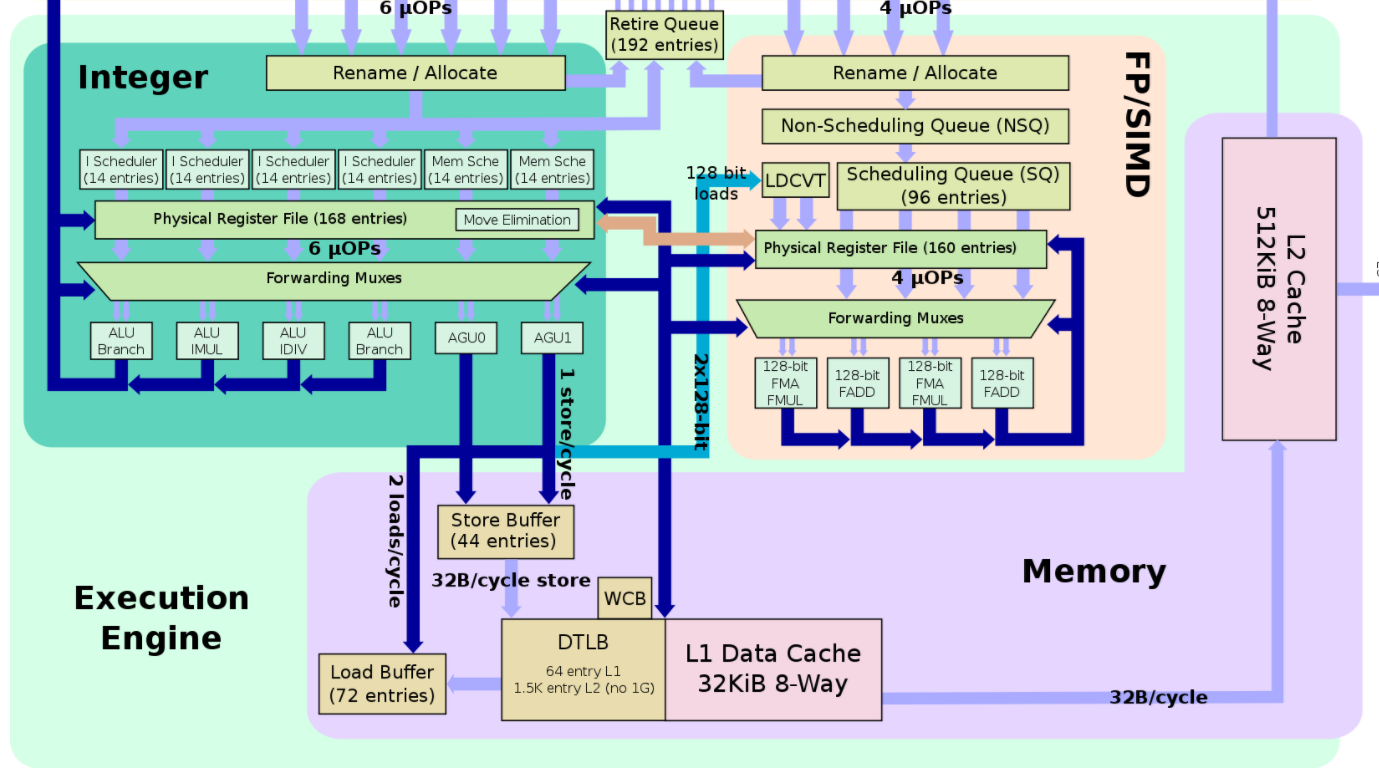 6 µOPs
4 µOPs
Retire Queue
(192 entries)
Integer
Rename / Allocate
Rename / Allocate
FP/SIMD
Non-Scheduling Queue (NSQ)
I Scheduler
(14 entries)
I Scheduler
(14 entries)
I Scheduler
(14 entries)
I Scheduler
(14 entries)
Mem Sche
(14 entries)
Mem Sche
(14 entries)
128 bit
loads
LDCVT
Scheduling Queue (SQ)
(96 entries)
Physical Register File (168 entries)
Move Elimination
Physical Register File (160 entries)
6 µOPs
4 µOPs
Forwarding Muxes
Forwarding Muxes
ALU
Branch
ALU
IMUL
ALU
IDIV
ALU
Branch
AGU0
AGU1
128-bit
FMA
FMUL
128-bit
FADD
128-bit
FMA
FMUL
128-bit
FADD
L2 Cache
512KiB 8-Way
2x128-bit
1 store/cycle
2 loads/cycle
Store Buffer
(44 entries)
32B/cycle store
WCB
Memory
Execution
Engine
DTLB
64 entry L1
1.5K entry L2 (no 1G)
L1 Data Cache
32KiB 8-Way
Load Buffer
(72 entries)
32B/cycle